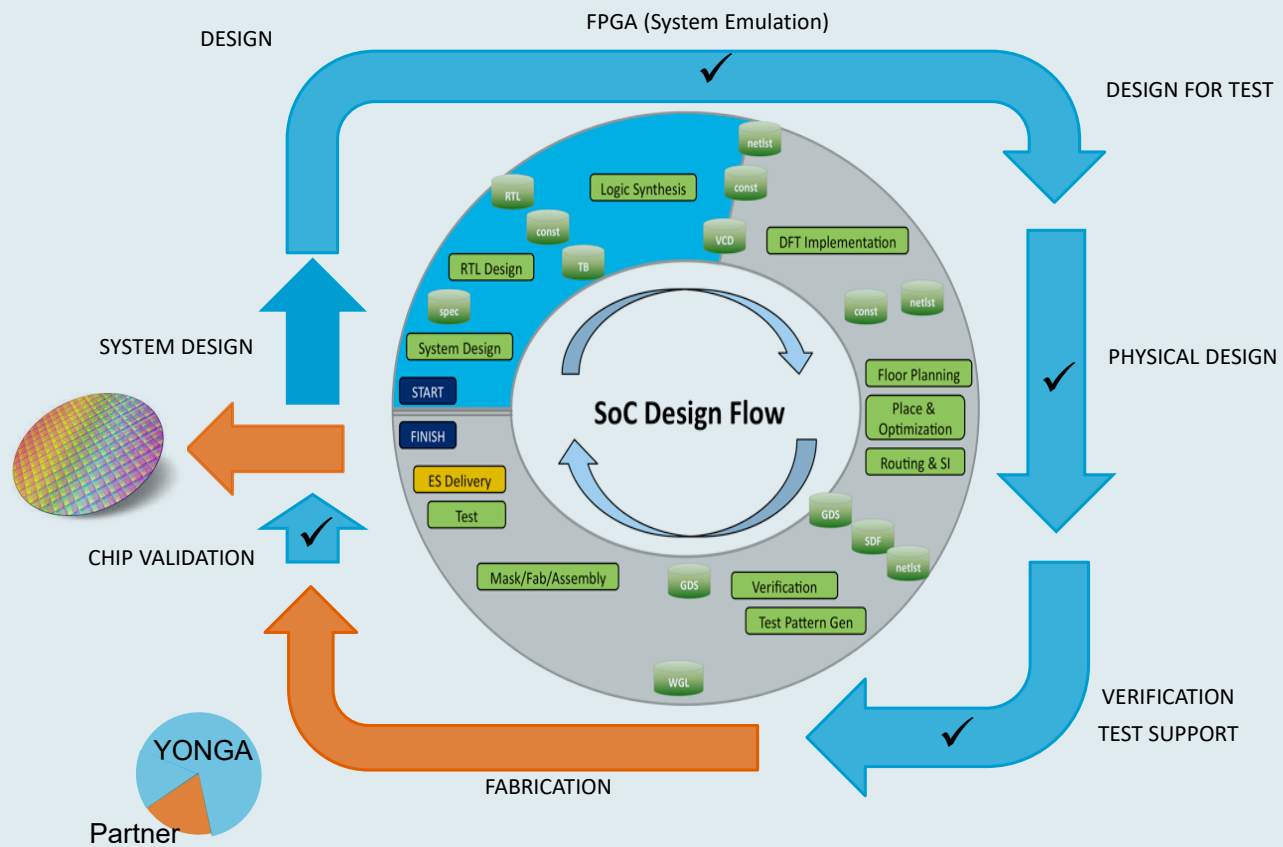 FPGA (System Emulation)
DESIGN
DESIGN FOR TEST
netlst
Logic Synthesis
const
RTL
const
VCD
DFT Implementation
TB
RTL Design
spec
const
netlst
SYSTEM DESIGN
System Design
PHYSICAL DESIGN
START
Floor Planning
SoC Design Flow
Place &
Optimization
FINISH
Routing & SI
ES Delivery
Test
GDS
SDF
netlst
CHIP VALIDATION
Mask/Fab/Assembly
GDS
Verification
Test Pattern Gen
WGL
VERIFICATION
TEST SUPPORT
YONGA
FABRICATION
Partner